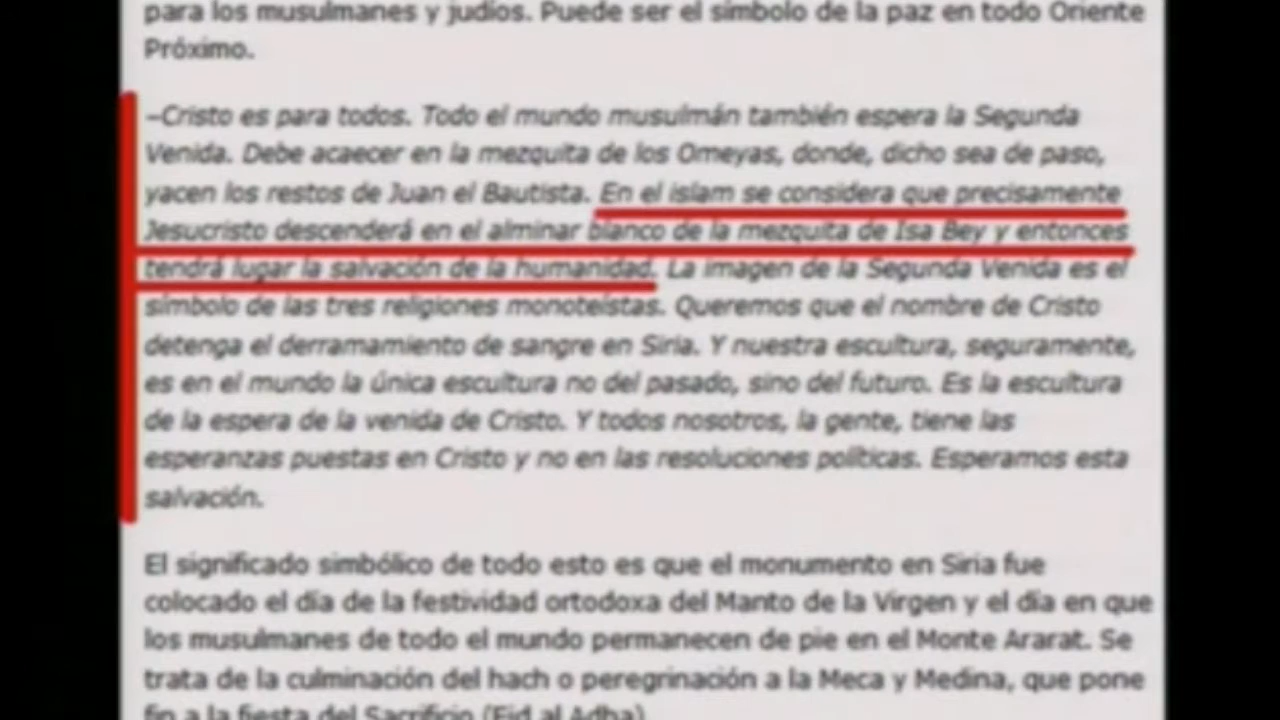 para los musulmanes y judíos. Puede ser el símbolo de la paz en todo Oriente
Próximo.
–Cristo es para todos. Todo el mundo musulmán también espera la Segunda
Venida. Debe acaecer en la mezquita de los Omeyas, donde, dicho sea de paso,
yacen los restos de Juan el Bautista. En el islam se considera que precisamente
Jesucristo descenderá en el alminar blanco de la mezquita de Isa Bey y entonces
tendrá lugar la salvación de la humanidad. La imagen de la Segunda Venida es el
símbolo de las tres religiones monoteístas. Queremos que el nombre de Cristo
detenga el derramamiento de sangre en Siria. Y nuestra escultura, seguramente,
es en el mundo la única escultura no del pasado, sino del futuro. Es la escultura
de la espera de la venida de Cristo. Y todos nosotros, la gente, tiene las
esperanzas puestas en Cristo y no en las resoluciones políticas. Esperamos esta
salvación.
El significado simbólico de todo esto es que el monumento en Siria fue
colocado el día de la festividad ortodoxa del Manto de la Virgen y el día en que
los musulmanes de todo el mundo permanecen de pie en el Monte Ararat. Se
trata de la culminación del hach o peregrinación a la Meca y Medina, que pone
fin a la fiesta del Sacrificio (Eid al Adha)